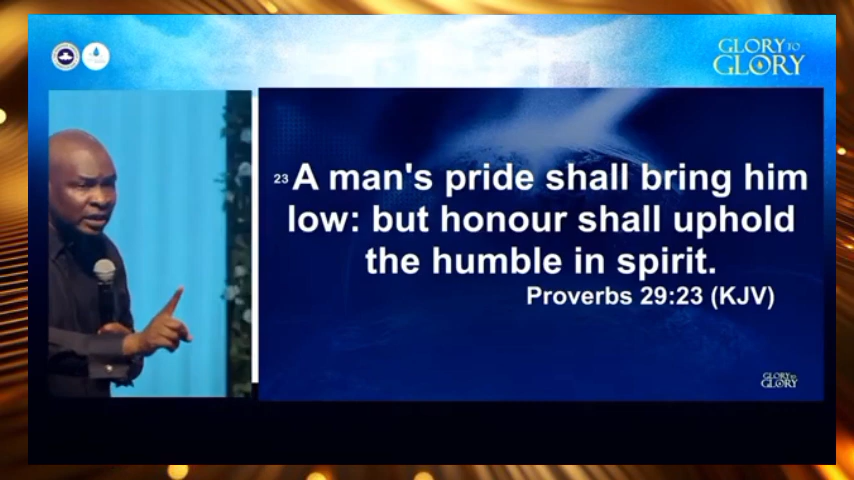 GLORY TO
GLORY
23 A man's pride shall bring him
low: but honour shall uphold
the humble in spirit.
Proverbs 29:23 (KJV)
GLORY TO
GLORY